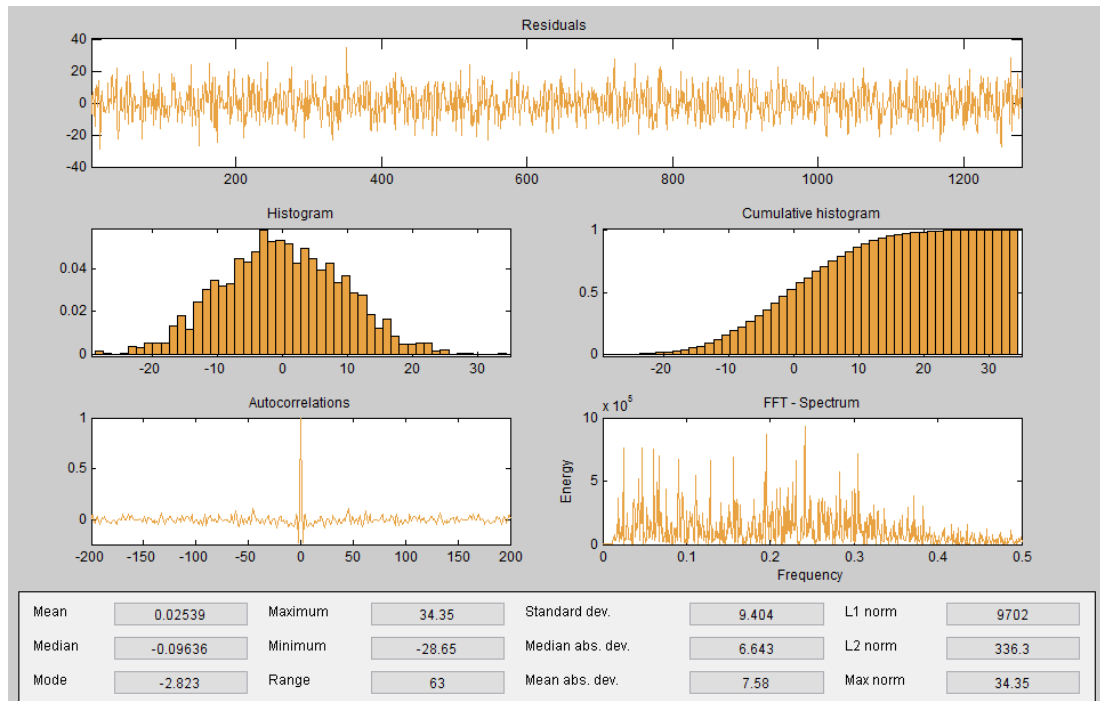 Residuals
40
20
0
-20
-40
200 400 600 800 1000 1200
Histogram
0.04
0.02
0
-20 -10 0 10 20 30
Cumulative histogram
1
0.5
0
-20 -10 0 10 20 30
Autocorrelations
1
0.5
0
-200 -150 -100 -50 0 50 100 150 200
FFT - Spectrum
x 10^5
10
5
0
Energy
0 0.1 0.2 0.3 0.4 0.5
Frequency
Mean 0.02539 Maximum 34.35 Standard dev. 9.404 L1 norm 9702
Median -0.09636 Minimum -28.65 Median abs. dev. 6.643 L2 norm 336.3
Mode -2.823 Range 63 Mean abs. dev. 7.58 Max norm 34.35